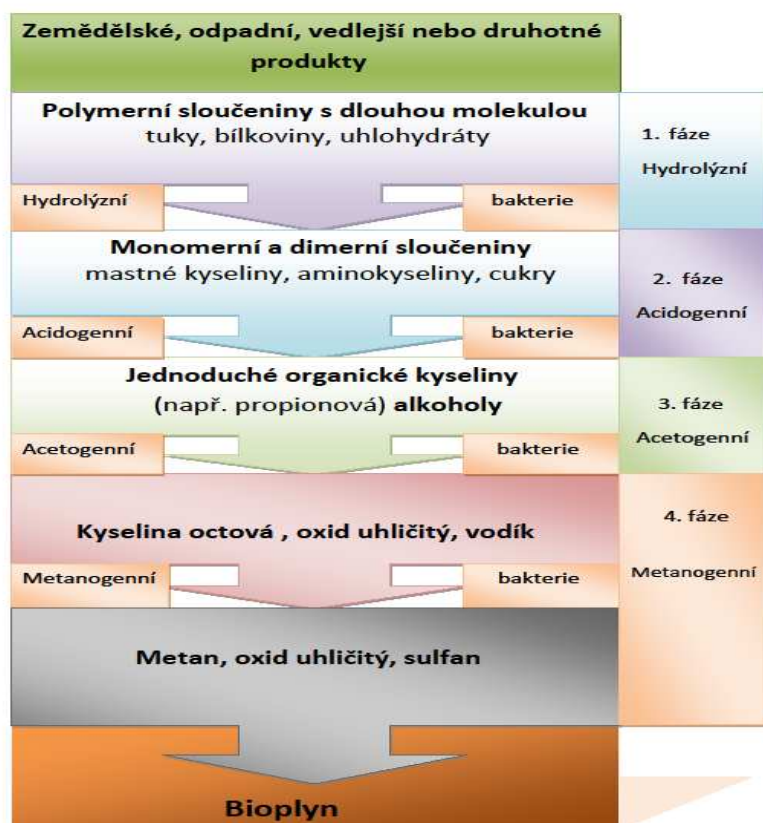 Zemědělské, odpadní, vedlejší nebo druhotné
produkty
Polymerní sloučeniny s dlouhou molekulou
tuky, bílkoviny, uhlohydráty
1. fáze
Hydrolýzní
Hydrolýzní bakterie
Monomerní a dimerní sloučeniny
mastné kyseliny, aminokyseliny, cukry
2. fáze
Acidogenní
Acidogenní bakterie
Jednoduché organické kyseliny
(např. propionová) alkoholy
3. fáze
Acetogenní
Acetogenní bakterie
Kyselina octová , oxid uhličitý, vodík
4. fáze
Metanogenní
Metanogenní bakterie
Metan, oxid uhličitý, sulfan
Bioplyn